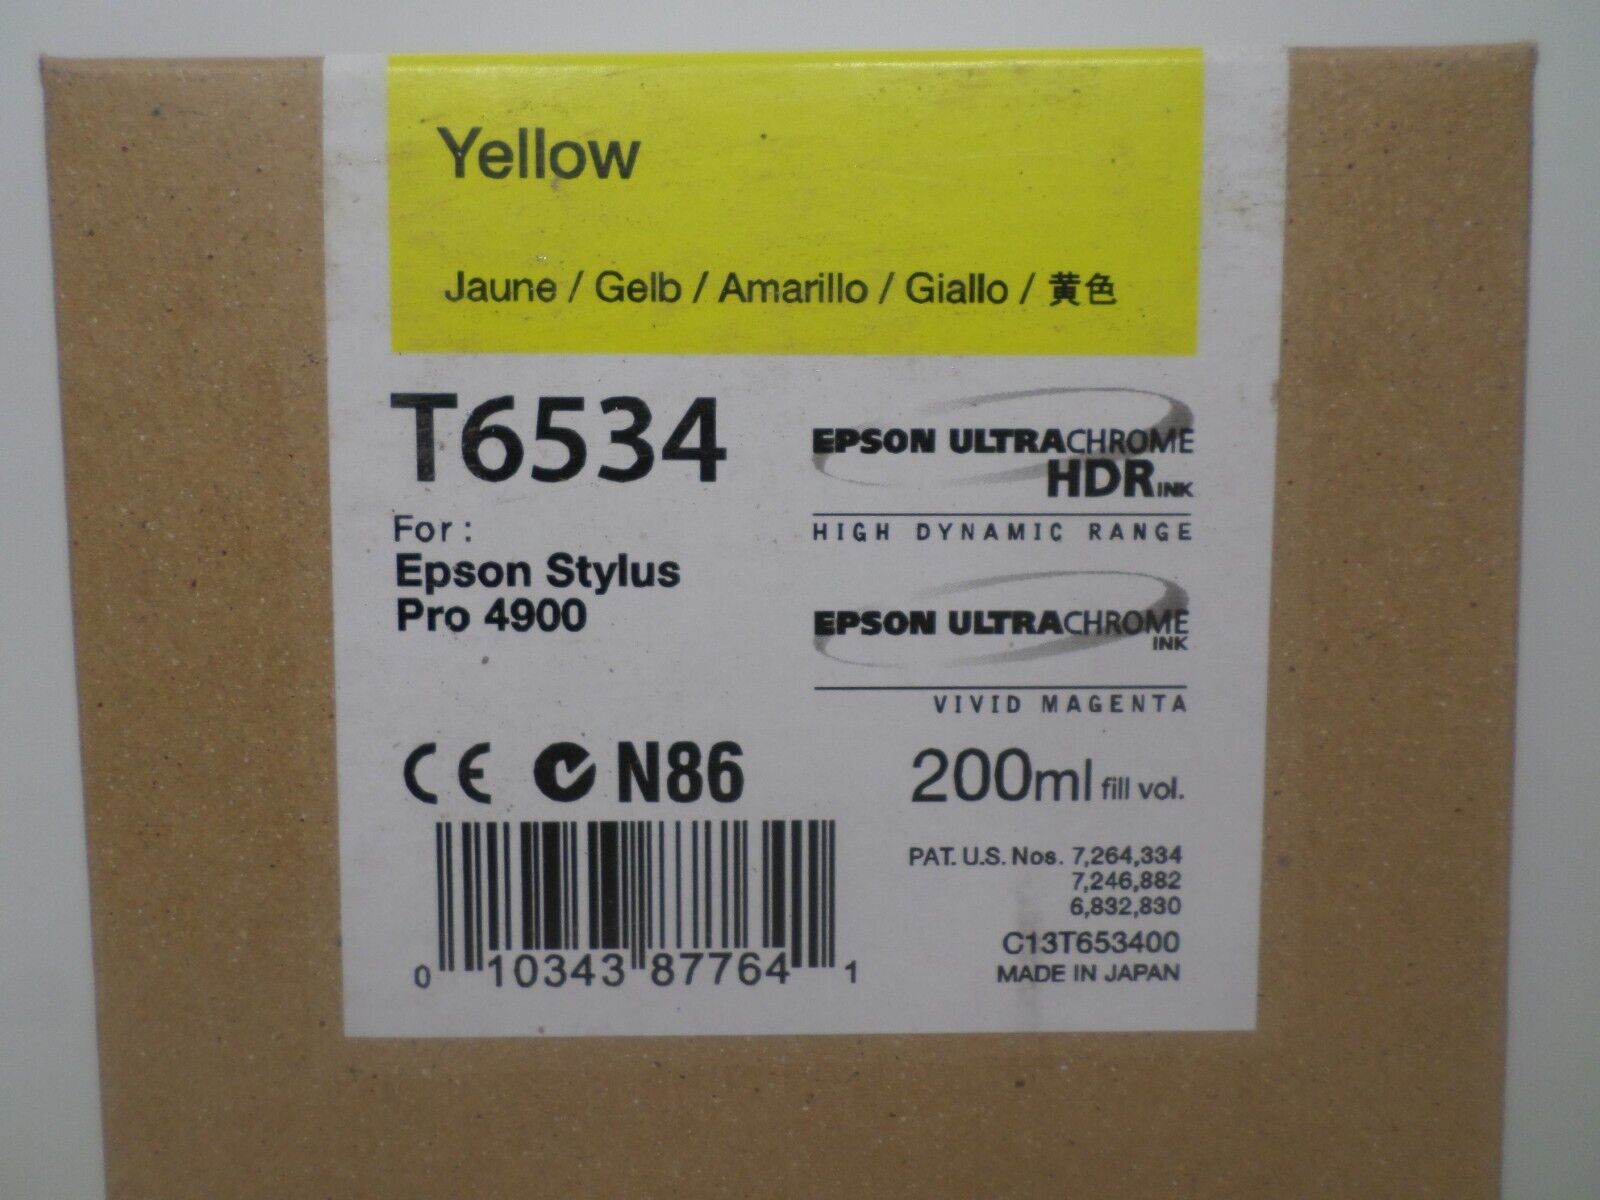 Yellow
Jaune / Gelb / Amarillo / Giallo / 黄色
T6534
For :
Epson Stylus
Pro 4900
EPSON ULTRACHROME
HDR INK
HIGH DYNAMIC RANGE
EPSON ULTRACHROME
INK
VIVID MAGENTA
CE N86
200ml fill vol.
PAT. U.S. Nos. 7,264,334
7,246,882
6,832,830
C13T653400
MADE IN JAPAN
0 10343 87764 1